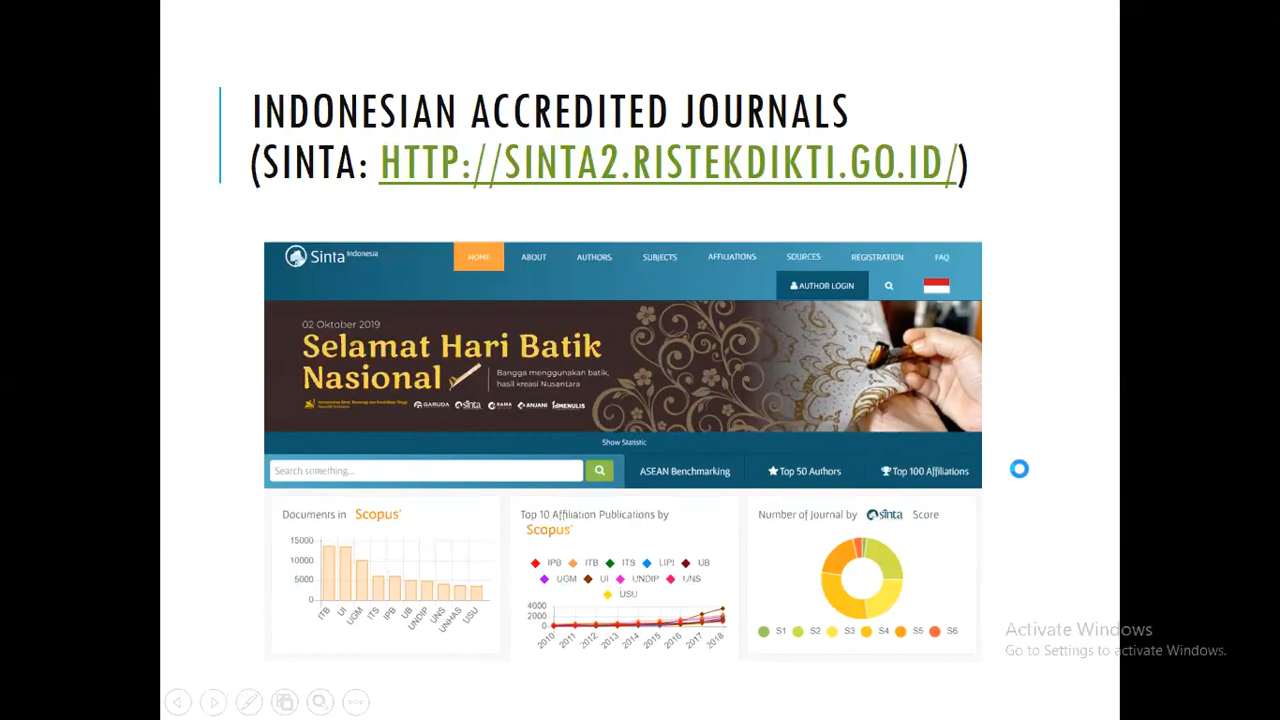 INDONESIAN ACCREDITED JOURNALS
(SINTA: HTTP://SINTA2.RISTEKDIKTI.GO.ID/)
Sinta Indonesia
HOME ABOUT AUTHORS SUBJECTS AFFILIATIONS SOURCES REGISTRATION FAQ
AUTHOR LOGIN
02 Oktober 2019
Selamat Hari Batik
Nasional
Bangga menggunakan batik,
hasil kreasi Nusantara
GARUDA sinta RAMA ANJANI
Show Statistic
Search something... ASEAN Benchmarking Top 50 Authors Top 100 Affiliations
Documents in Scopus
15000
10000
5000
0
ITB UI UGM ITS IPB UB UNDIP UNS UNHAS USU
Top 10 Affiliation Publications by
Scopus
IPB ITB ITS LIPI UB
UGM UI UNDIP UNS
USU
4000
2000
0
2010 2011 2012 2013 2014 2015 2016 2017 2018
Number of Journal by sinta Score
S1 S2 S3 S4 S5 S6
Activate Windows
Go to Settings to activate Windows.